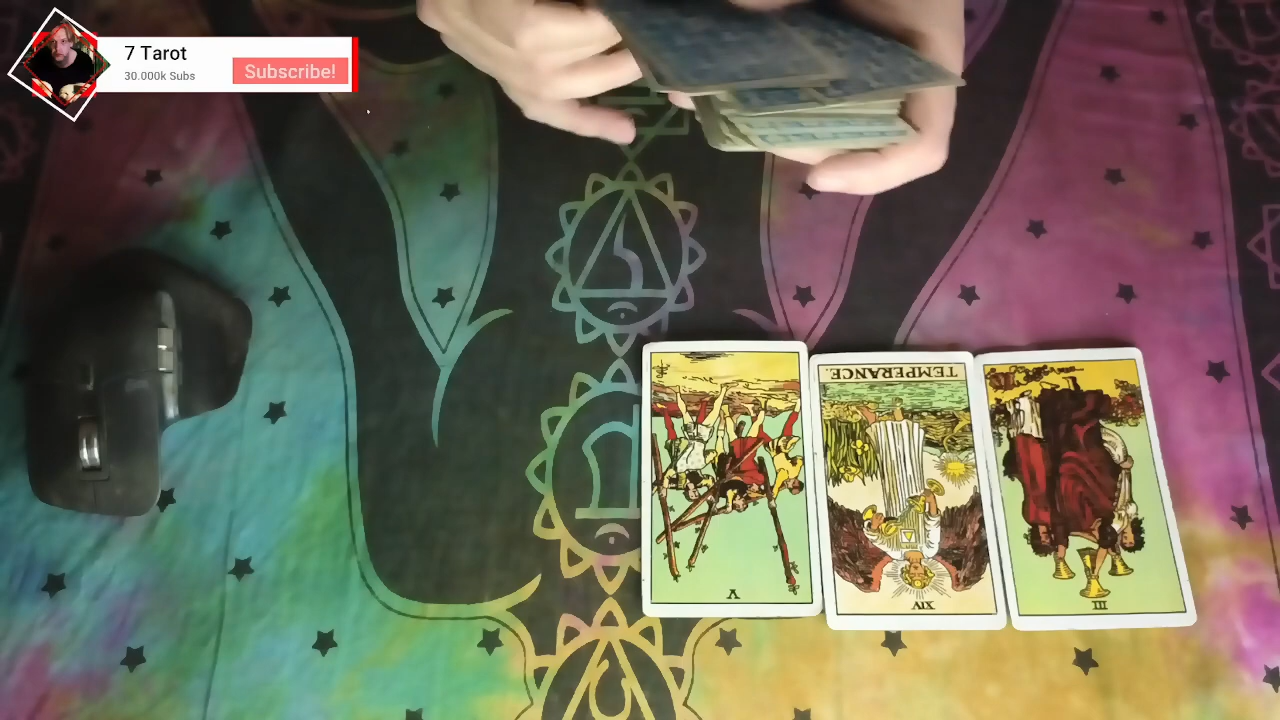 7 Tarot
30.000k Subs
Subscribe!
TEMPERANCE.
V
XIV
III